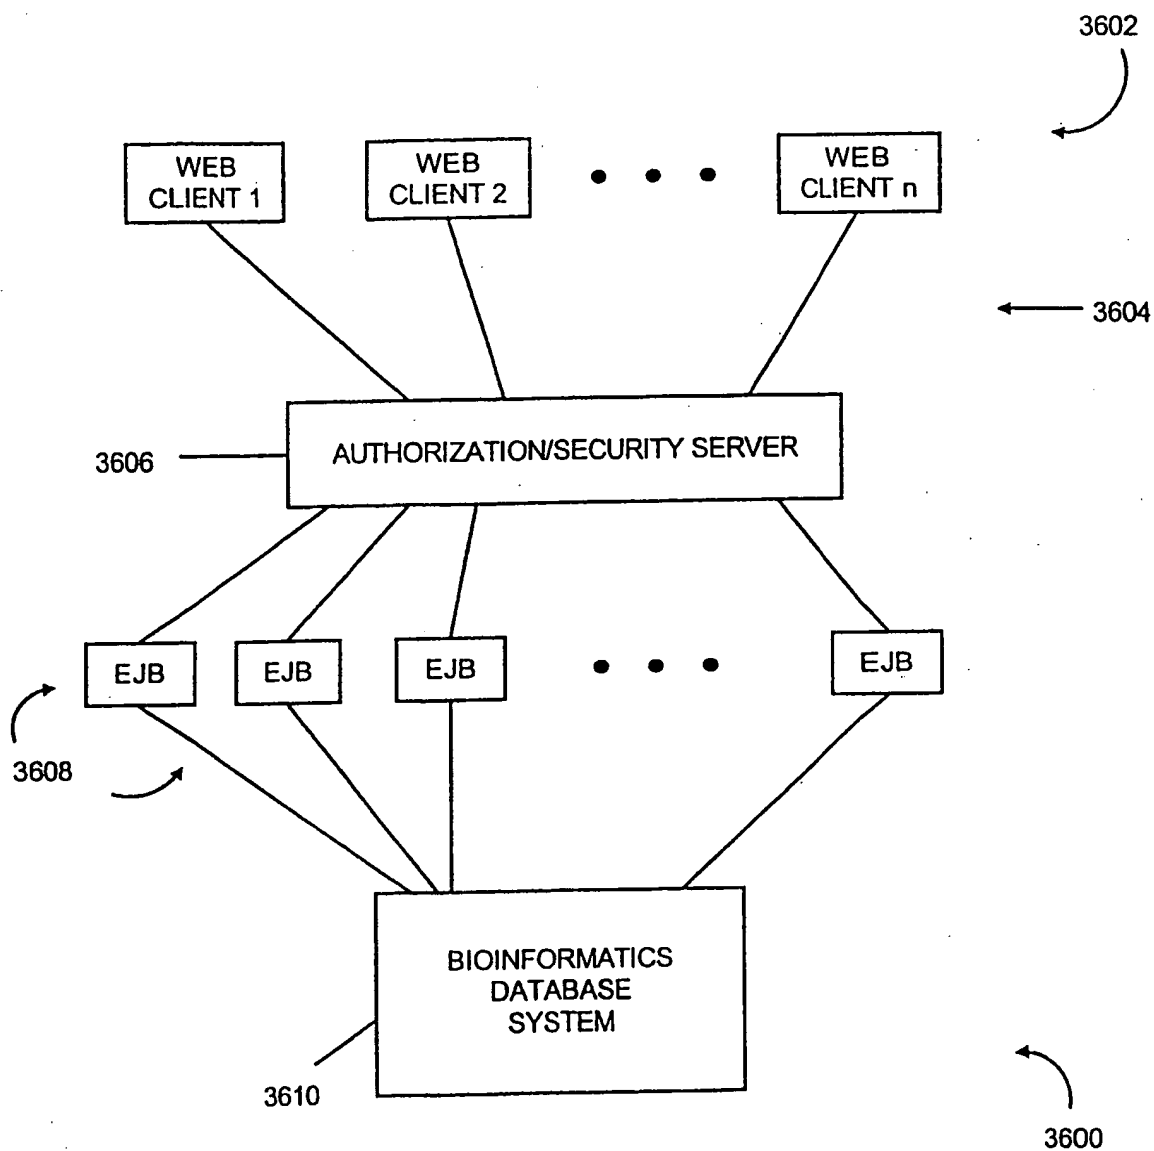 3602
WEB
CLIENT 1
WEB
CLIENT 2
WEB
CLIENT n
3604
3606
AUTHORIZATION/SECURITY SERVER
EJB
EJB
EJB
EJB
3608
BIOINFORMATICS
DATABASE
SYSTEM
3610
3600